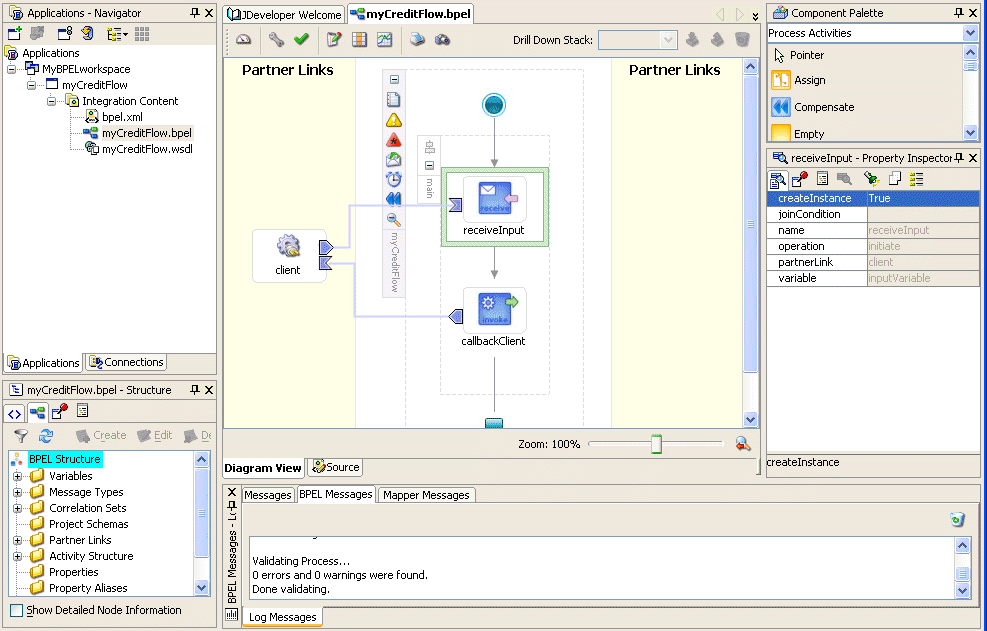 Applications - Navigator
Applications
MyBPELworkspace
myCreditFlow
Integration Content
bpel.xml
myCreditFlow.bpel
myCreditFlow.wsdl
Applications
Connections
myCreditFlow.bpel - Structure
Create
Edit
De
BPEL Structure
Variables
Message Types
Correlation Sets
Project Schemas
Partner Links
Activity Structure
Properties
Property Aliases
Show Detailed Node Information
JDeveloper Welcome
myCreditFlow.bpel
Drill Down Stack:
Partner Links
Partner Links
main
receive
receiveInput
myCreditFlow
client
invoke
callbackClient
Zoom: 100%
Diagram View
Source
Component Palette
Process Activities
Pointer
Assign
Compensate
Empty
receiveInput - Property Inspector
createInstance True
joinCondition
name receiveInput
operation initiate
partnerLink client
variable inputVariable
createInstance
BPEL Messages - Lo
Messages
BPEL Messages
Mapper Messages
Validating Process...
0 errors and 0 warnings were found.
Done validating.
Log Messages